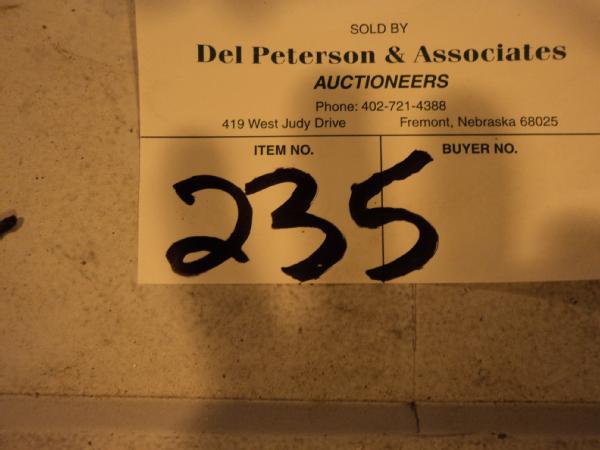 SOLD BY
Del Peterson & Associates
AUCTIONEERS
Phone: 402-721-4388
419 West Judy Drive Fremont, Nebraska 68025
ITEM NO. BUYER NO.
235